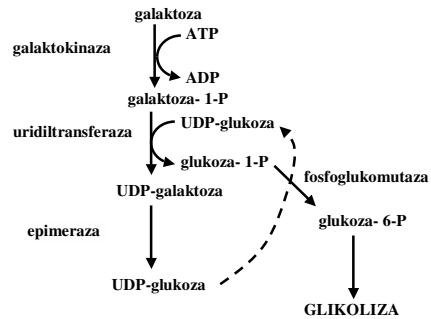 galaktoza
galaktokinaza
ATP
ADP
galaktoza- 1-P
uridiltransferaza
UDP-glukoza
glukoza- 1-P
fosfoglukomutaza
UDP-galaktoza
glukoza- 6-P
epimeraza
UDP-glukoza
GLIKOLIZA